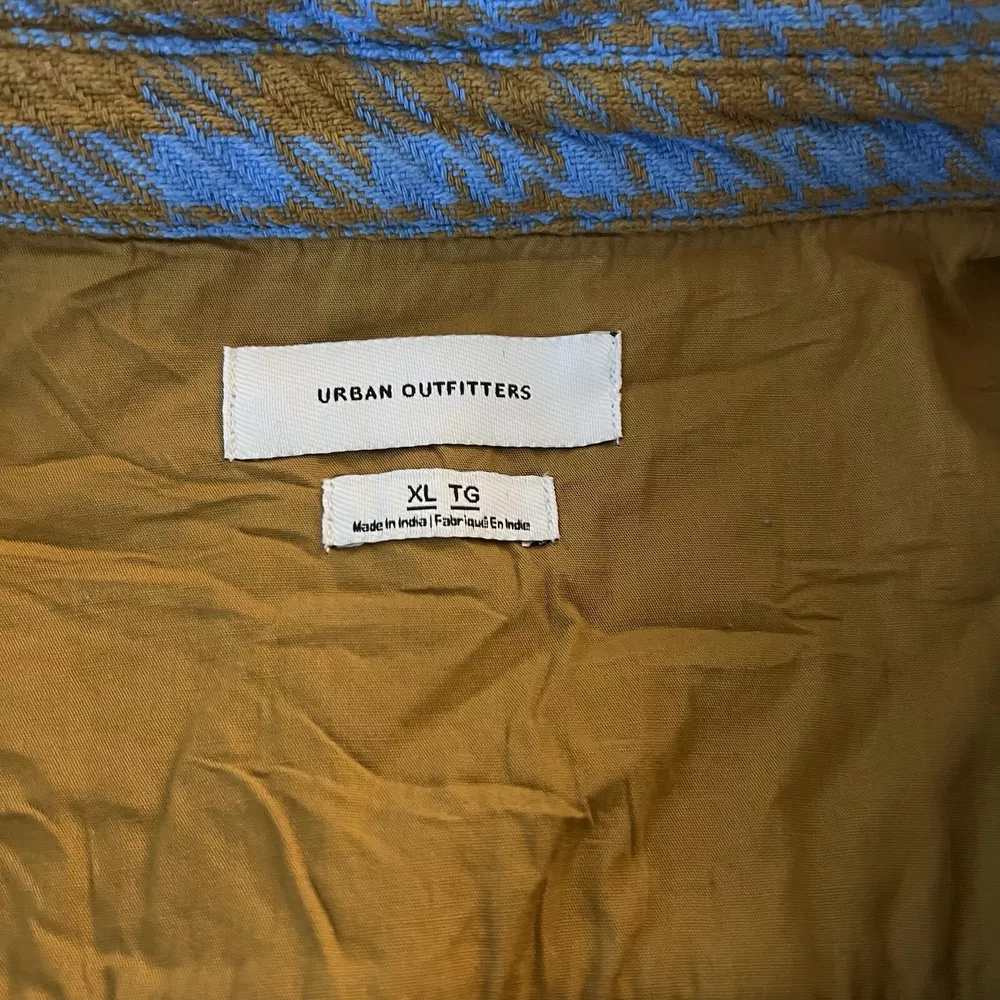 URBAN OUTFITTERS
XL TG
Made in India | Fabriqué En Inde